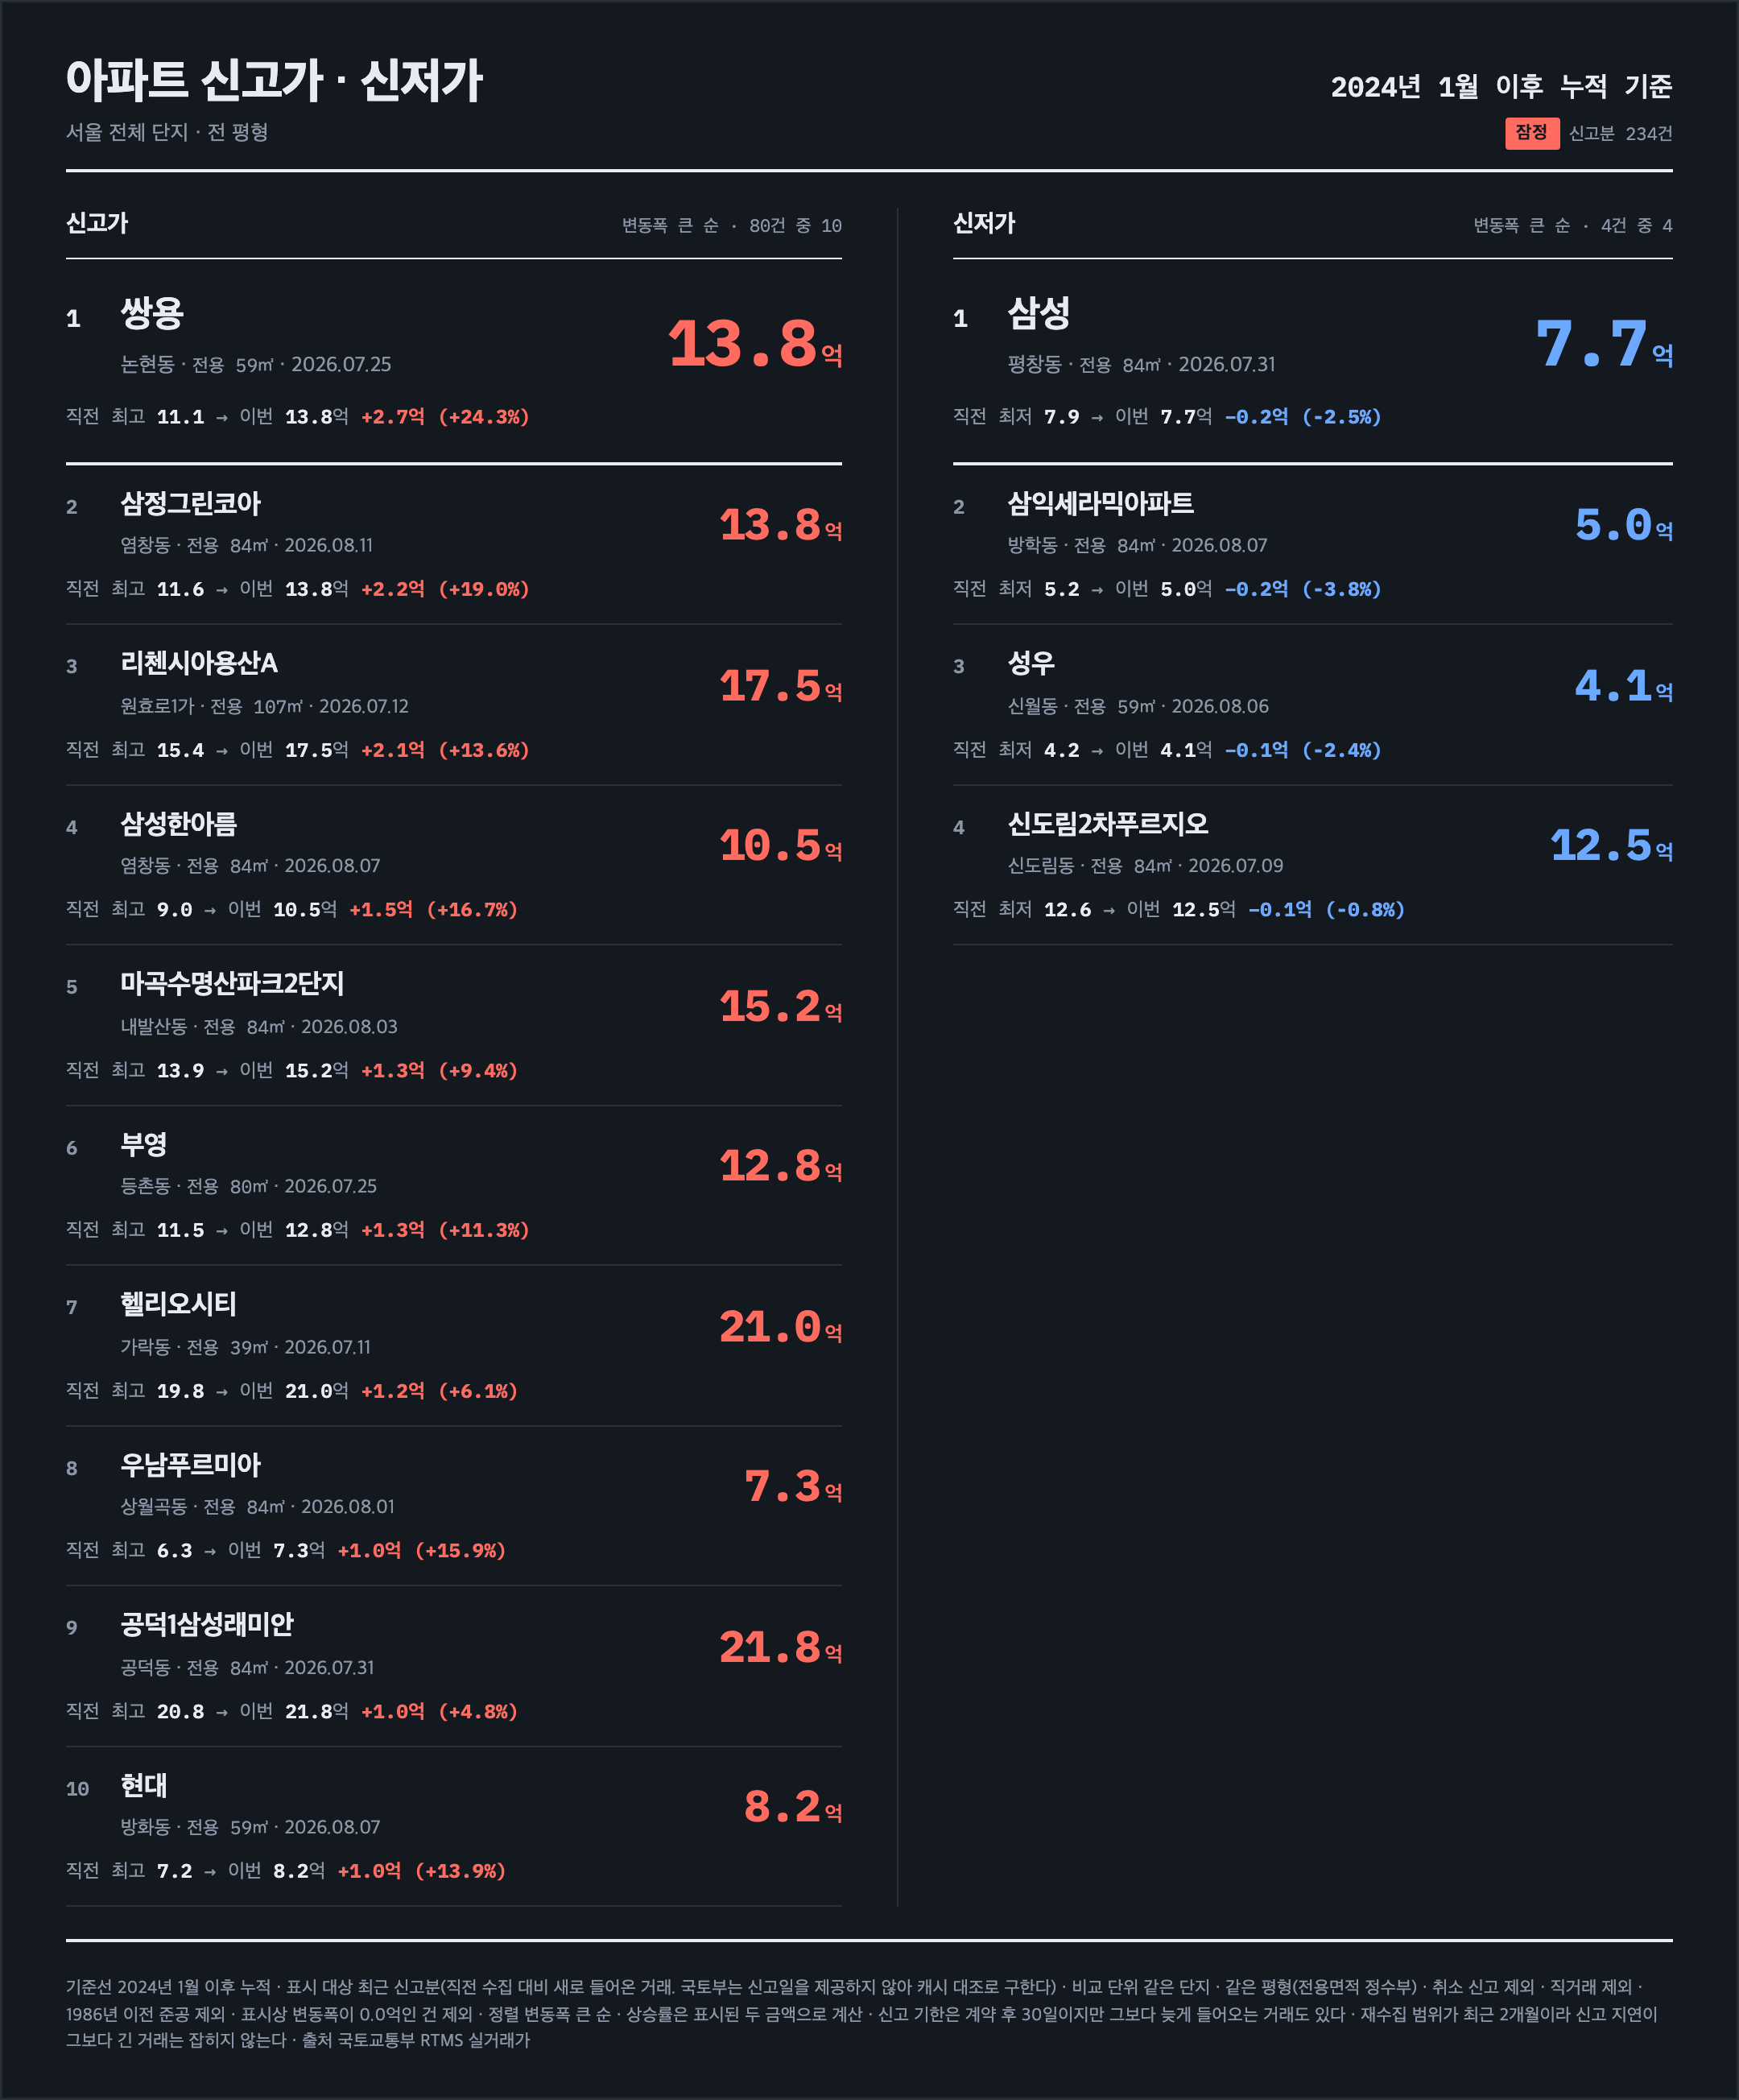 아파트 신고가 · 신저가
2024년 1월 이후 누적 기준
서울 전체 단지 · 전 평형
잠정 신고분 234건
신고가
변동폭 큰 순 · 80건 중 10
1 쌍용
논현동 · 전용 59㎡ · 2026.07.25
13.8억
직전 최고 11.1 → 이번 13.8억 +2.7억 (+24.3%)
2 삼정그린코아
염창동 · 전용 84㎡ · 2026.08.11
13.8억
직전 최고 11.6 → 이번 13.8억 +2.2억 (+19.0%)
3 리첸시아용산A
원효로1가 · 전용 107㎡ · 2026.07.12
17.5억
직전 최고 15.4 → 이번 17.5억 +2.1억 (+13.6%)
4 삼성한아름
염창동 · 전용 84㎡ · 2026.08.07
10.5억
직전 최고 9.0 → 이번 10.5억 +1.5억 (+16.7%)
5 마곡수명산파크2단지
내발산동 · 전용 84㎡ · 2026.08.03
15.2억
직전 최고 13.9 → 이번 15.2억 +1.3억 (+9.4%)
6 부영
등촌동 · 전용 80㎡ · 2026.07.25
12.8억
직전 최고 11.5 → 이번 12.8억 +1.3억 (+11.3%)
7 헬리오시티
가락동 · 전용 39㎡ · 2026.07.11
21.0억
직전 최고 19.8 → 이번 21.0억 +1.2억 (+6.1%)
8 우남푸르미아
상월곡동 · 전용 84㎡ · 2026.08.01
7.3억
직전 최고 6.3 → 이번 7.3억 +1.0억 (+15.9%)
9 공덕1삼성래미안
공덕동 · 전용 84㎡ · 2026.07.31
21.8억
직전 최고 20.8 → 이번 21.8억 +1.0억 (+4.8%)
10 현대
방화동 · 전용 59㎡ · 2026.08.07
8.2억
직전 최고 7.2 → 이번 8.2억 +1.0억 (+13.9%)
신저가
변동폭 큰 순 · 4건 중 4
1 삼성
평창동 · 전용 84㎡ · 2026.07.31
7.7억
직전 최저 7.9 → 이번 7.7억 −0.2억 (-2.5%)
2 삼익세라믹아파트
방학동 · 전용 84㎡ · 2026.08.07
5.0억
직전 최저 5.2 → 이번 5.0억 −0.2억 (-3.8%)
3 성우
신월동 · 전용 59㎡ · 2026.08.06
4.1억
직전 최저 4.2 → 이번 4.1억 −0.1억 (-2.4%)
4 신도림2차푸르지오
신도림동 · 전용 84㎡ · 2026.07.09
12.5억
직전 최저 12.6 → 이번 12.5억 −0.1억 (-0.8%)
기준선 2024년 1월 이후 누적 · 표시 대상 최근 신고분(직전 수집 대비 새로 들어온 거래. 국토부는 신고일을 제공하지 않아 캐시 대조로 구한다) · 비교 단위 같은 단지 · 같은 평형(전용면적 정수부) · 취소 신고 제외 · 직거래 제외 ·
1986년 이전 준공 제외 · 표시상 변동폭이 0.0억인 건 제외 · 정렬 변동폭 큰 순 · 상승률은 표시된 두 금액으로 계산 · 신고 기한은 계약 후 30일이지만 그보다 늦게 들어오는 거래도 있다 · 재수집 범위가 최근 2개월이라 신고 지연이
그보다 긴 거래는 잡히지 않는다 · 출처 국토교통부 RTMS 실거래가